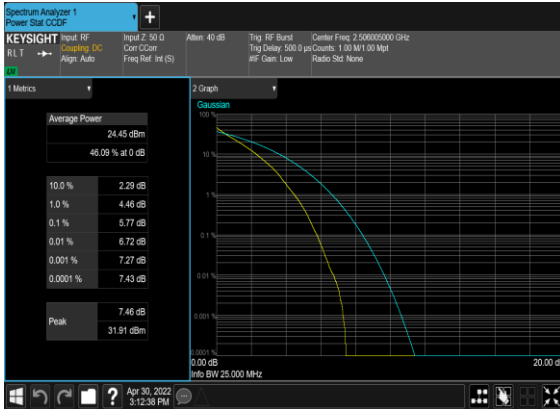 Spectrum Analyzer 1
Power Stat CCDF
+
KEYSIGHT
RLT
Input: RF
Coupling: DC
Align: Auto
Input Z: 50 Ω
Corr CCorr
Freq Ref: Int (S)
Atten: 40 dB
Trig: RF Burst
Trig Delay: 500.0 µs
#IF Gain: Low
Center Freq: 2.506005000 GHz
Counts: 1.00 M/1.00 Mpt
Radio Std: None
1 Metrics
Average Power
24.45 dBm
46.09 % at 0 dB
10.0 % 2.29 dB
1.0 % 4.46 dB
0.1 % 5.77 dB
0.01 % 6.72 dB
0.001 % 7.27 dB
0.0001 % 7.43 dB
Peak
7.46 dB
31.91 dBm
2 Graph
Gaussian
100 %
10 %
1 %
0.1 %
0.01 %
0.001 %
0.0001 %
0.00 dB
20.00 d
Info BW 25.000 MHz
?
Apr 30, 2022
3:12:38 PM